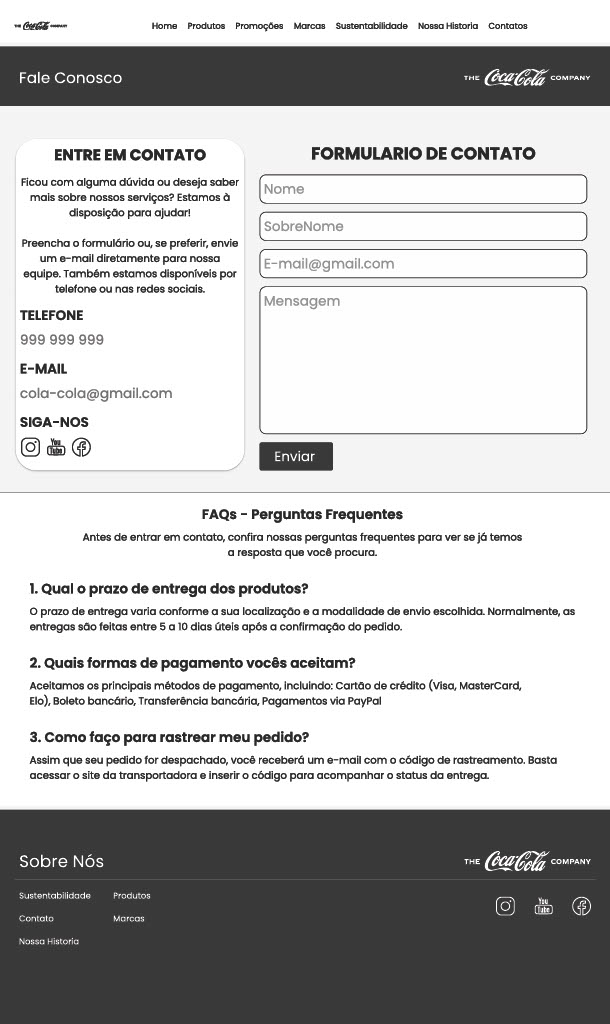 THE Coca-Cola COMPANY
Home Produtos Promoções Marcas Sustentabilidade Nossa Historia Contatos
Fale Conosco
THE Coca-Cola COMPANY
ENTRE EM CONTATO
Ficou com alguma dúvida ou deseja saber
mais sobre nossos serviços? Estamos à
disposição para ajudar!
Preencha o formulário ou, se preferir, envie
um e-mail diretamente para nossa
equipe. Também estamos disponíveis por
telefone ou nas redes sociais.
TELEFONE
999 999 999
E-MAIL
cola-cola@gmail.com
SIGA-NOS
You
Tube
FORMULARIO DE CONTATO
Nome
SobreNome
E-mail@gmail.com
Mensagem
Enviar
FAQs - Perguntas Frequentes
Antes de entrar em contato, confira nossas perguntas frequentes para ver se já temos
a resposta que você procura.
1. Qual o prazo de entrega dos produtos?
O prazo de entrega varia conforme a sua localização e a modalidade de envio escolhida. Normalmente, as
entregas são feitas entre 5 a 10 dias úteis após a confirmação do pedido.
2. Quais formas de pagamento vocês aceitam?
Aceitamos os principais métodos de pagamento, incluindo: Cartão de crédito (Visa, MasterCard,
Elo), Boleto bancário, Transferência bancária, Pagamentos via PayPal
3. Como faço para rastrear meu pedido?
Assim que seu pedido for despachado, você receberá um e-mail com o código de rastreamento. Basta
acessar o site da transportadora e inserir o código para acompanhar o status da entrega.
Sobre Nós
THE Coca-Cola COMPANY
Sustentabilidade Produtos
Contato Marcas
Nossa Historia
You
Tube